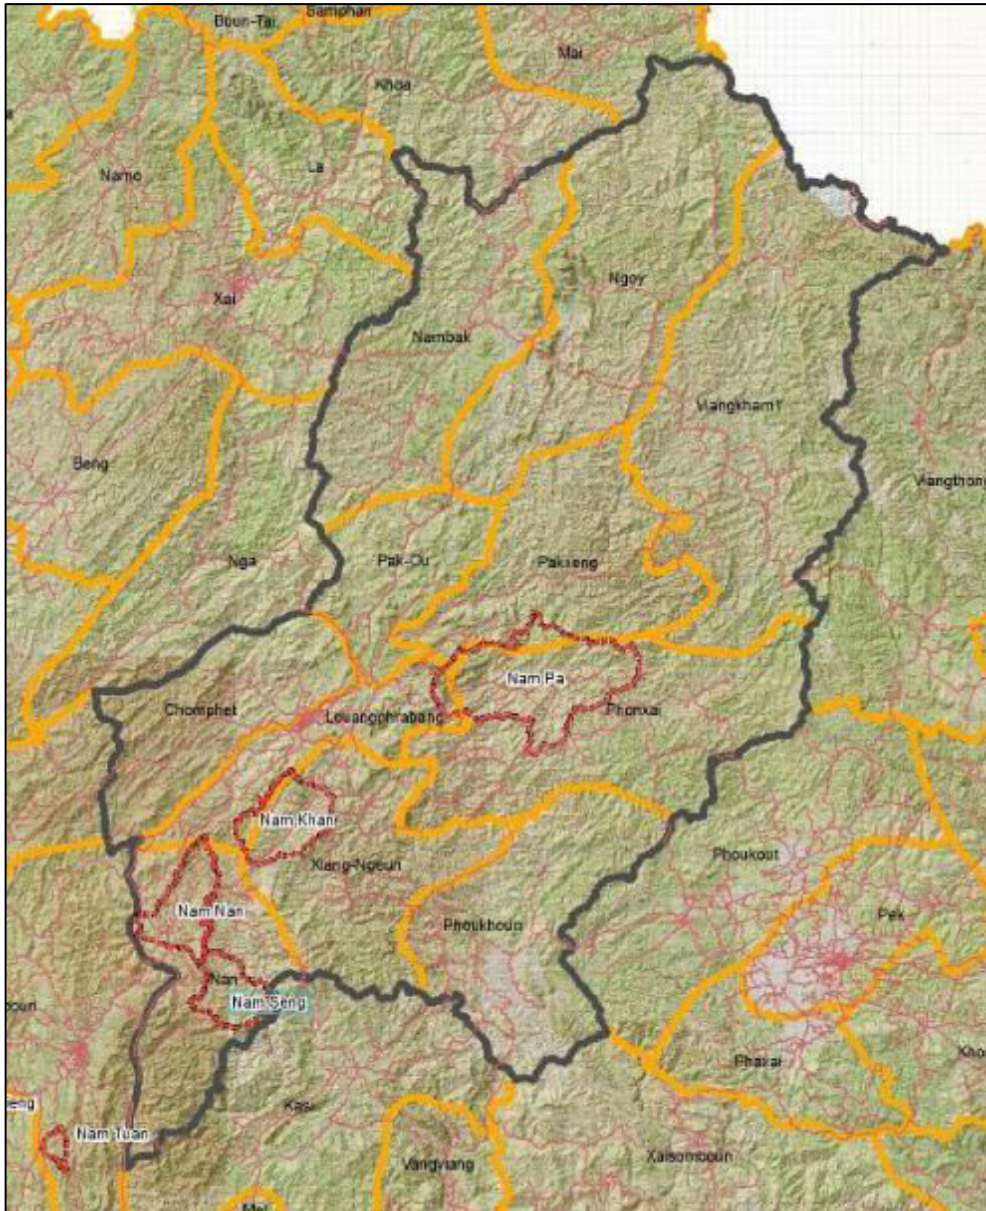 Boun-Tai
Samphan
Mai
Khoa
La
Namo
Ngoy
Xai
Nambak
Viangkham1
Beng
Viangthong
Nga
Pak-Ou
Pakxeng
Nam Pa
Chomphet
Louangphrabang
Phonxai
Nam Khan
Xiang-Ngeun
Phoukout
Nam Nan
Phoukhoun
Pek
Nan
Nam Seng
Phaxai
Kho
Kasi
Nam Tuan
Vangviang
Xaisomboun